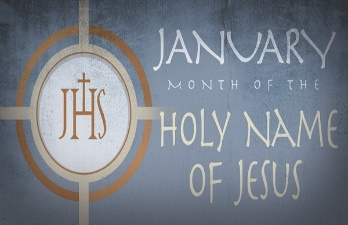 JHS
JANUARY
MONTH OF THE
HOLY NAME
OF JESUS